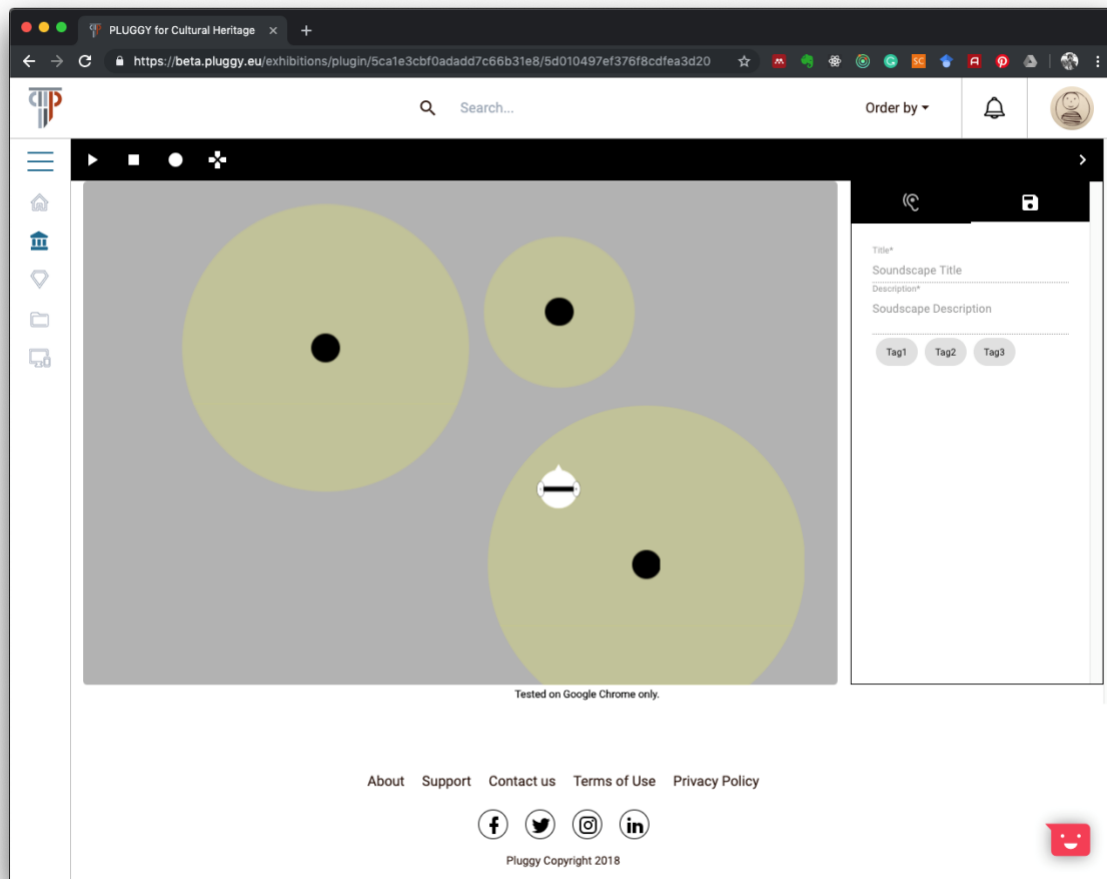 PLUGGY for Cultural Heritage
https://beta.pluggy.eu/exhibitions/plugin/5ca1e3cbf0adadd7c66b31e8/5d010497ef376f8cdfea3d20
Search...
Order by
Title*
Soundscape Title
Description*
Soudscape Description
Tag1 Tag2 Tag3
Tested on Google Chrome only.
About Support Contact us Terms of Use Privacy Policy
Pluggy Copyright 2018